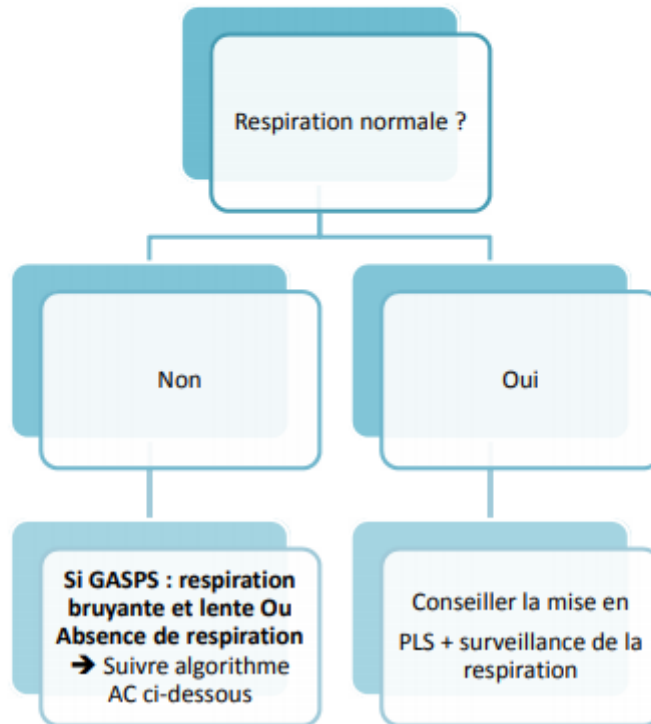 Respiration normale ?
Non
Oui
Si GASPS : respiration
bruyante et lente Ou
Absence de respiration
➔ Suivre algorithme
AC ci-dessous
Conseiller la mise en
PLS + surveillance de la
respiration